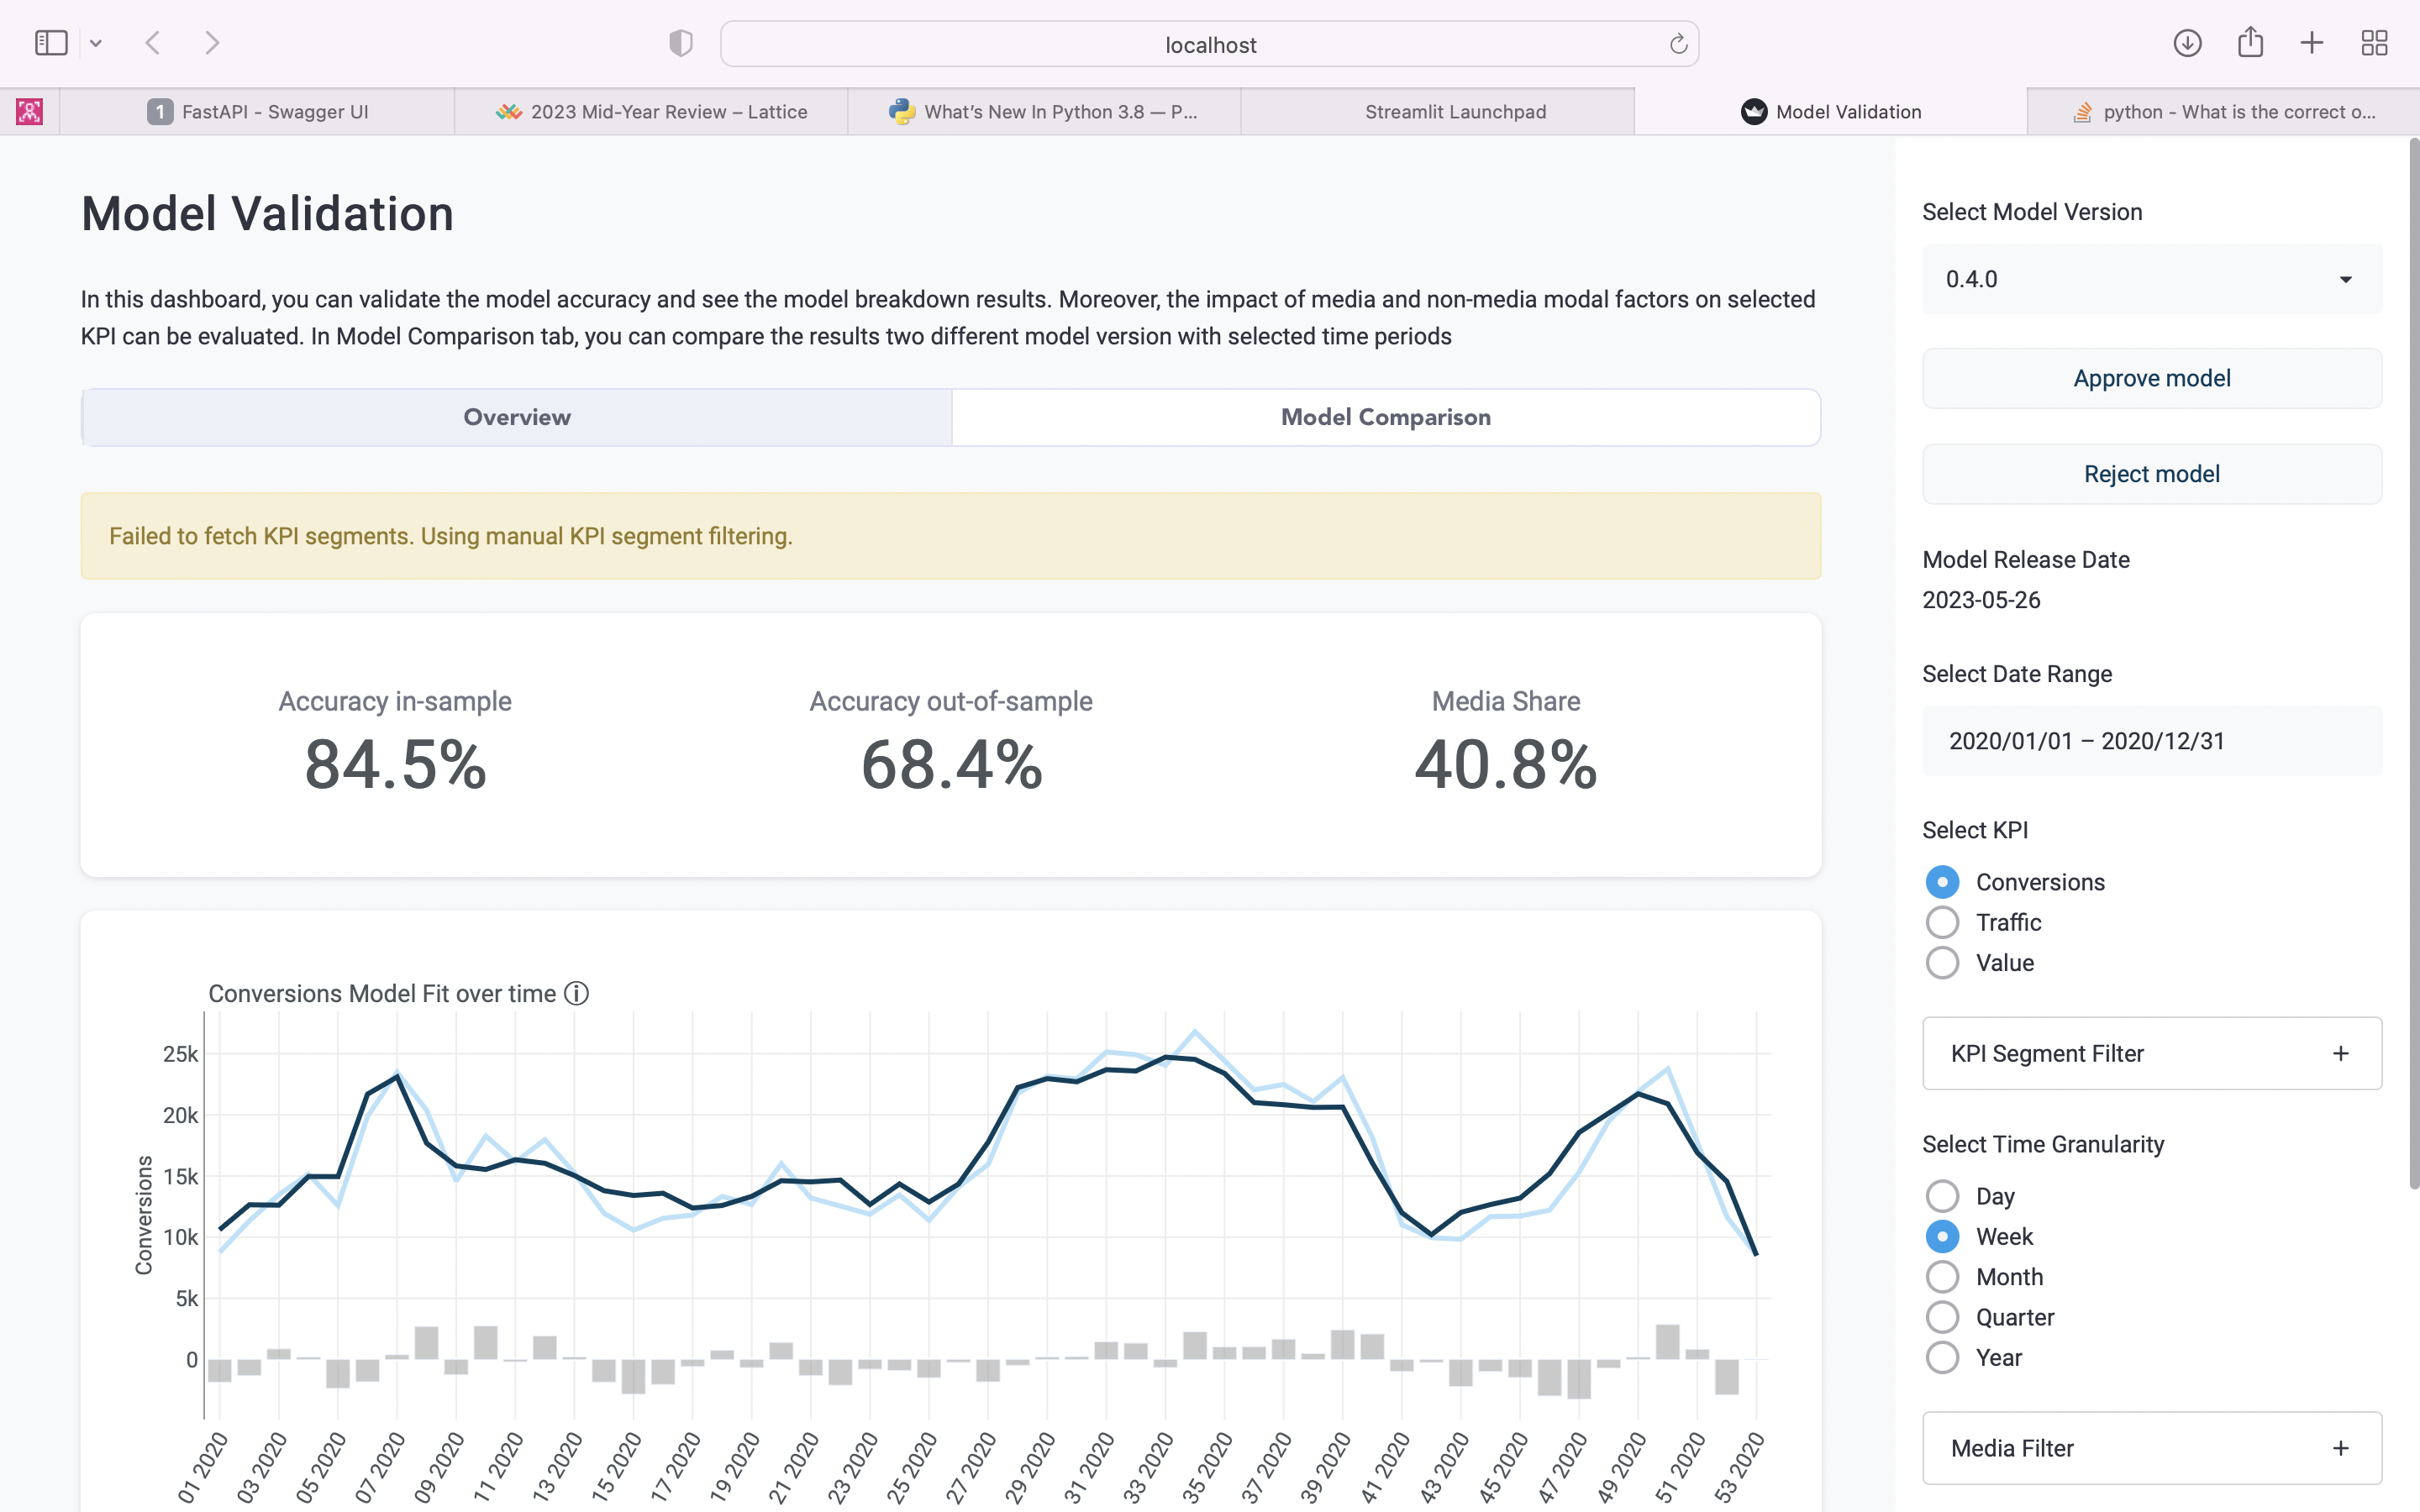 localhost
1 FastAPI - Swagger UI
2023 Mid-Year Review – Lattice
What's New In Python 3.8 — P...
Streamlit Launchpad
Model Validation
python - What is the correct o...
Model Validation
In this dashboard, you can validate the model accuracy and see the model breakdown results. Moreover, the impact of media and non-media modal factors on selected
KPI can be evaluated. In Model Comparison tab, you can compare the results two different model version with selected time periods
Overview
Model Comparison
Failed to fetch KPI segments. Using manual KPI segment filtering.
Accuracy in-sample
84.5%
Accuracy out-of-sample
68.4%
Media Share
40.8%
Conversions Model Fit over time
Conversions
25k
20k
15k
10k
5k
0
01 2020
03 2020
05 2020
07 2020
09 2020
11 2020
13 2020
15 2020
17 2020
19 2020
21 2020
23 2020
25 2020
27 2020
29 2020
31 2020
33 2020
35 2020
37 2020
39 2020
41 2020
43 2020
45 2020
47 2020
49 2020
51 2020
53 2020
Select Model Version
0.4.0
Approve model
Reject model
Model Release Date
2023-05-26
Select Date Range
2020/01/01 – 2020/12/31
Select KPI
Conversions
Traffic
Value
KPI Segment Filter +
Select Time Granularity
Day
Week
Month
Quarter
Year
Media Filter +